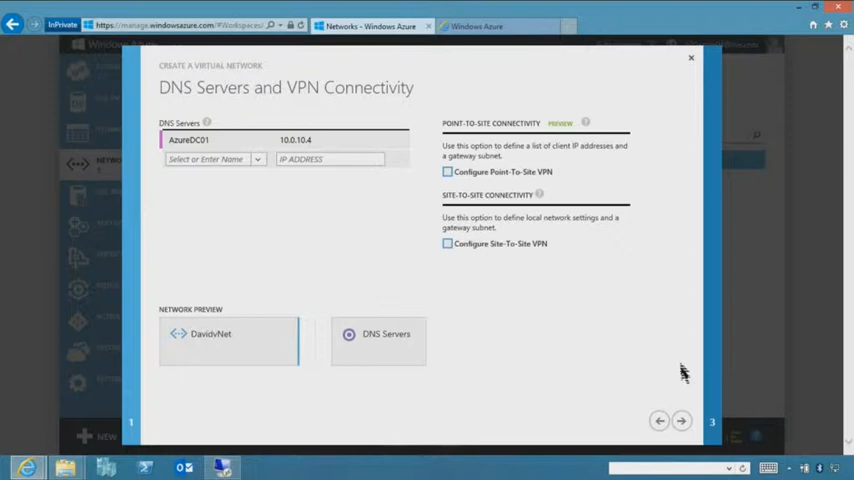 InPrivate
https://manage.windowsazure.com/#Workspaces/
Networks - Windows Azure
Windows Azure
CREATE A VIRTUAL NETWORK
DNS Servers and VPN Connectivity
DNS Servers
AzureDC01 10.0.10.4
Select or Enter Name IP ADDRESS
POINT-TO-SITE CONNECTIVITY PREVIEW
Use this option to define a list of client IP addresses and
a gateway subnet.
Configure Point-To-Site VPN
SITE-TO-SITE CONNECTIVITY
Use this option to define local network settings and a
gateway subnet.
Configure Site-To-Site VPN
NETWORK PREVIEW
DavidvNet
DNS Servers
1
3
NEW